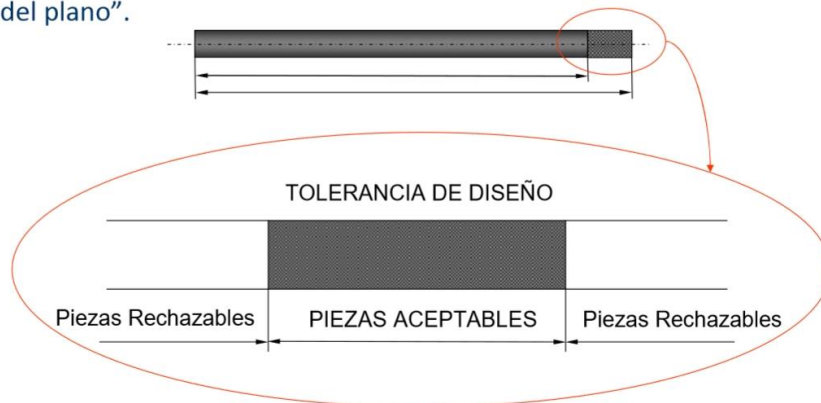 del plano”.
TOLERANCIA DE DISEÑO
Piezas Rechazables PIEZAS ACEPTABLES Piezas Rechazables